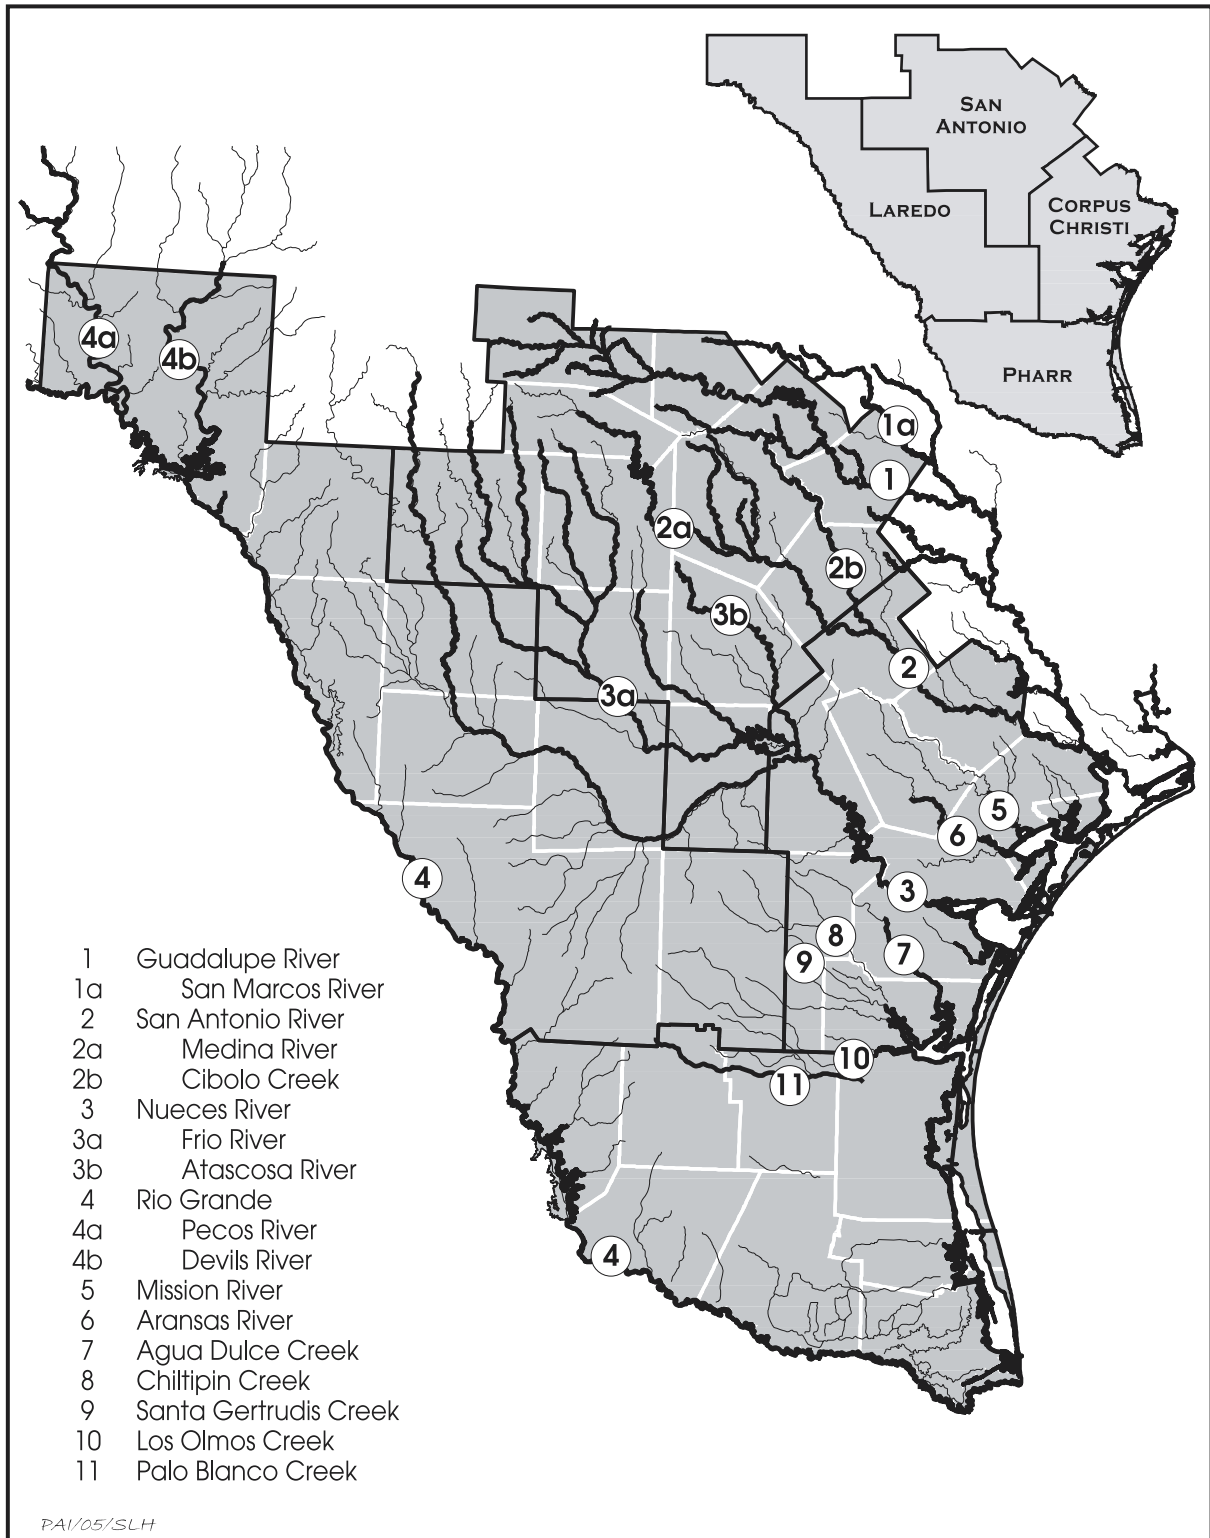 SAN
ANTONIO
LAREDO
CORPUS
CHRISTI
PHARR
4a
4b
1a
1
2a
2b
3b
2
3a
5
6
4
3
8
7
9
10
11
4
1 Guadalupe River
1a San Marcos River
2 San Antonio River
2a Medina River
2b Cibolo Creek
3 Nueces River
3a Frio River
3b Atascosa River
4 Rio Grande
4a Pecos River
4b Devils River
5 Mission River
6 Aransas River
7 Agua Dulce Creek
8 Chiltipin Creek
9 Santa Gertrudis Creek
10 Los Olmos Creek
11 Palo Blanco Creek
PAI/05/SLH